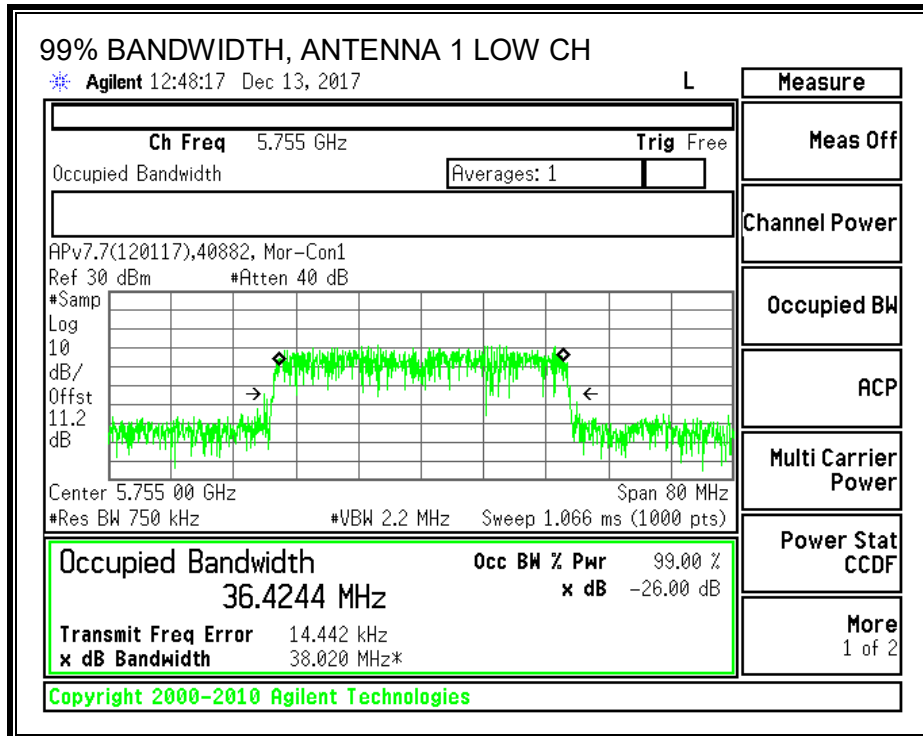 99% BANDWIDTH, ANTENNA 1 LOW CH
Agilent 12:48:17 Dec 13, 2017 L
Ch Freq 5.755 GHz Trig Free
Occupied Bandwidth Averages: 1
APv7.7(120117),40882, Mor-Con1
Ref 30 dBm #Atten 40 dB
#Samp
Log
10
dB/
Offst
11.2
dB
Center 5.755 00 GHz Span 80 MHz
#Res BW 750 kHz #VBW 2.2 MHz Sweep 1.066 ms (1000 pts)
Occupied Bandwidth Occ BW % Pwr 99.00 %
36.4244 MHz x dB -26.00 dB
Transmit Freq Error 14.442 kHz
x dB Bandwidth 38.020 MHz*
Copyright 2000-2010 Agilent Technologies
Measure
Meas Off
Channel Power
Occupied BW
ACP
Multi Carrier
Power
Power Stat
CCDF
More
1 of 2